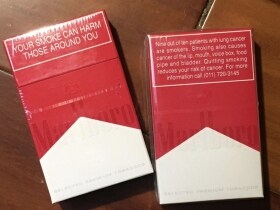 YOUR SMOKE CAN HARM
THOSE AROUND YOU
Nine out of ten patients with lung cancer
are smokers. Smoking also causes
cancer of the lip, mouth, voice box, food
pipe and bladder. Quitting smoking
reduces your risk of cancer. For more
information call (011) 720-3145
Marlboro
Marlboro